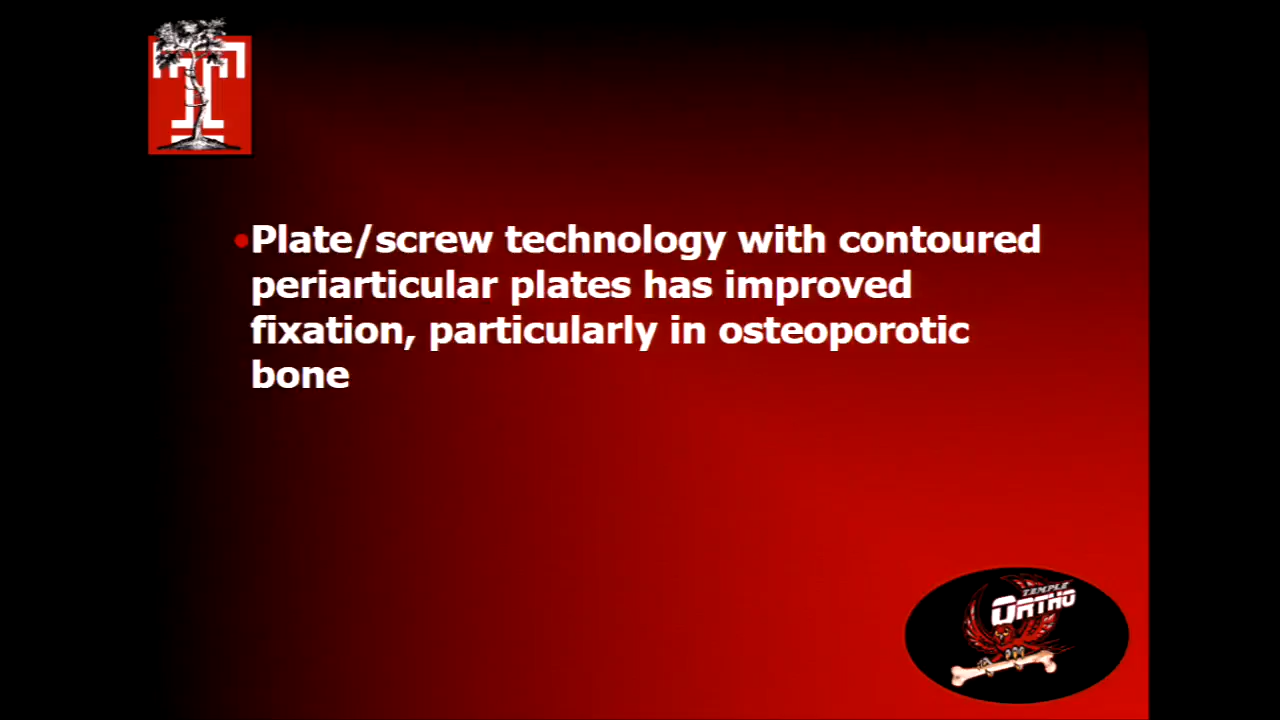 •Plate/screw technology with contoured
periarticular plates has improved
fixation, particularly in osteoporotic
bone
TEMPLE
ORTHO